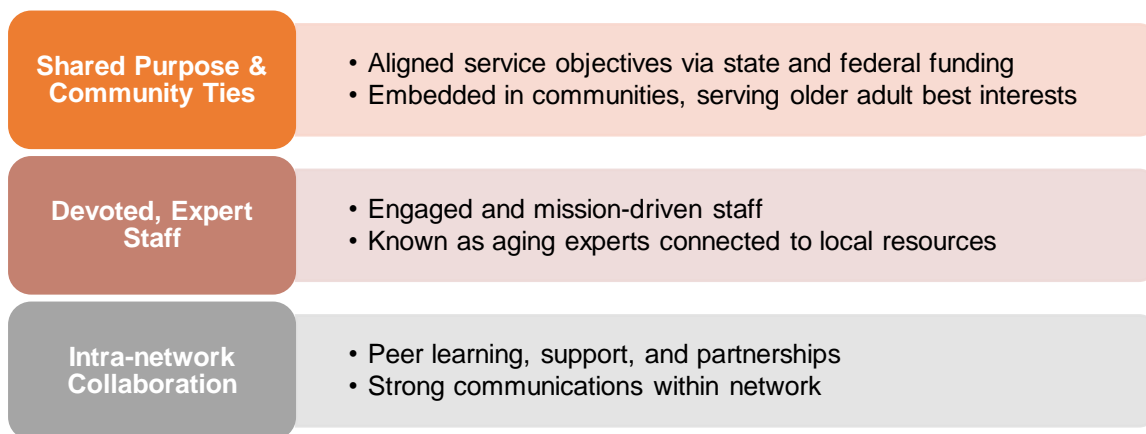 Shared Purpose &
Community Ties
• Aligned service objectives via state and federal funding
• Embedded in communities, serving older adult best interests
Devoted, Expert
Staff
• Engaged and mission-driven staff
• Known as aging experts connected to local resources
Intra-network
Collaboration
• Peer learning, support, and partnerships
• Strong communications within network